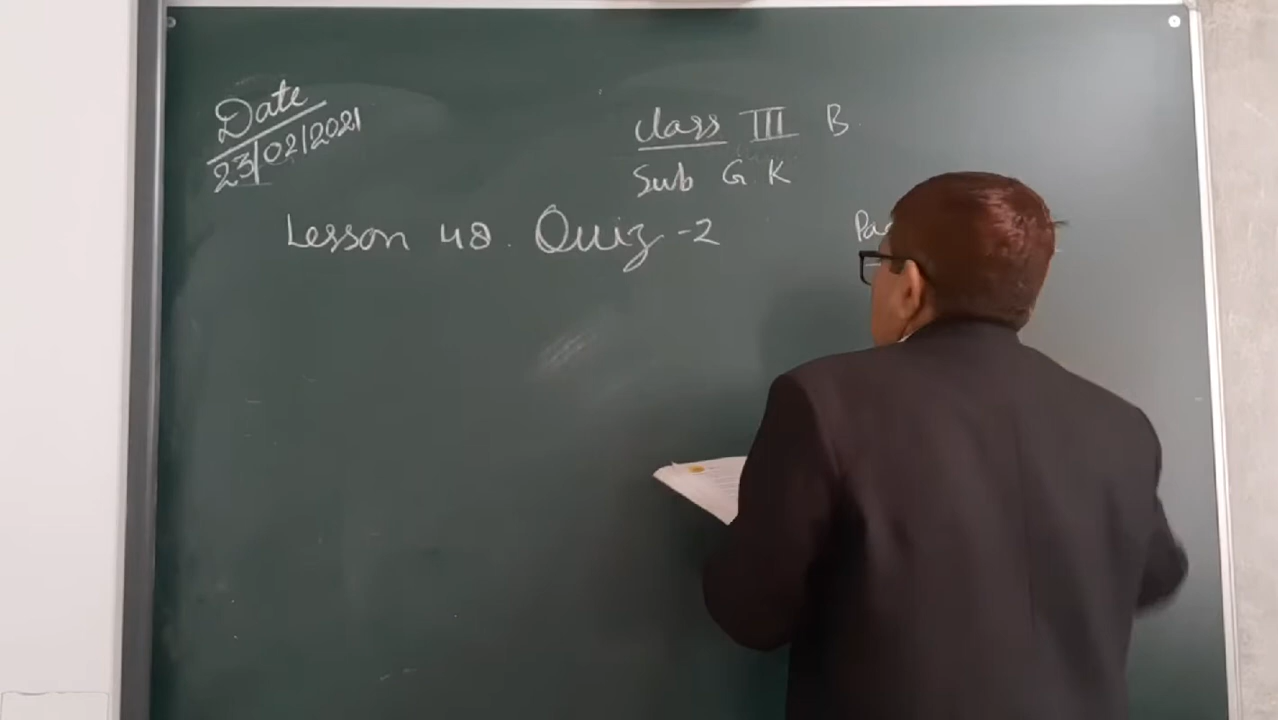 Date
23/02/2021
Class III B
Sub G K
Lesson 48. Quiz - 2